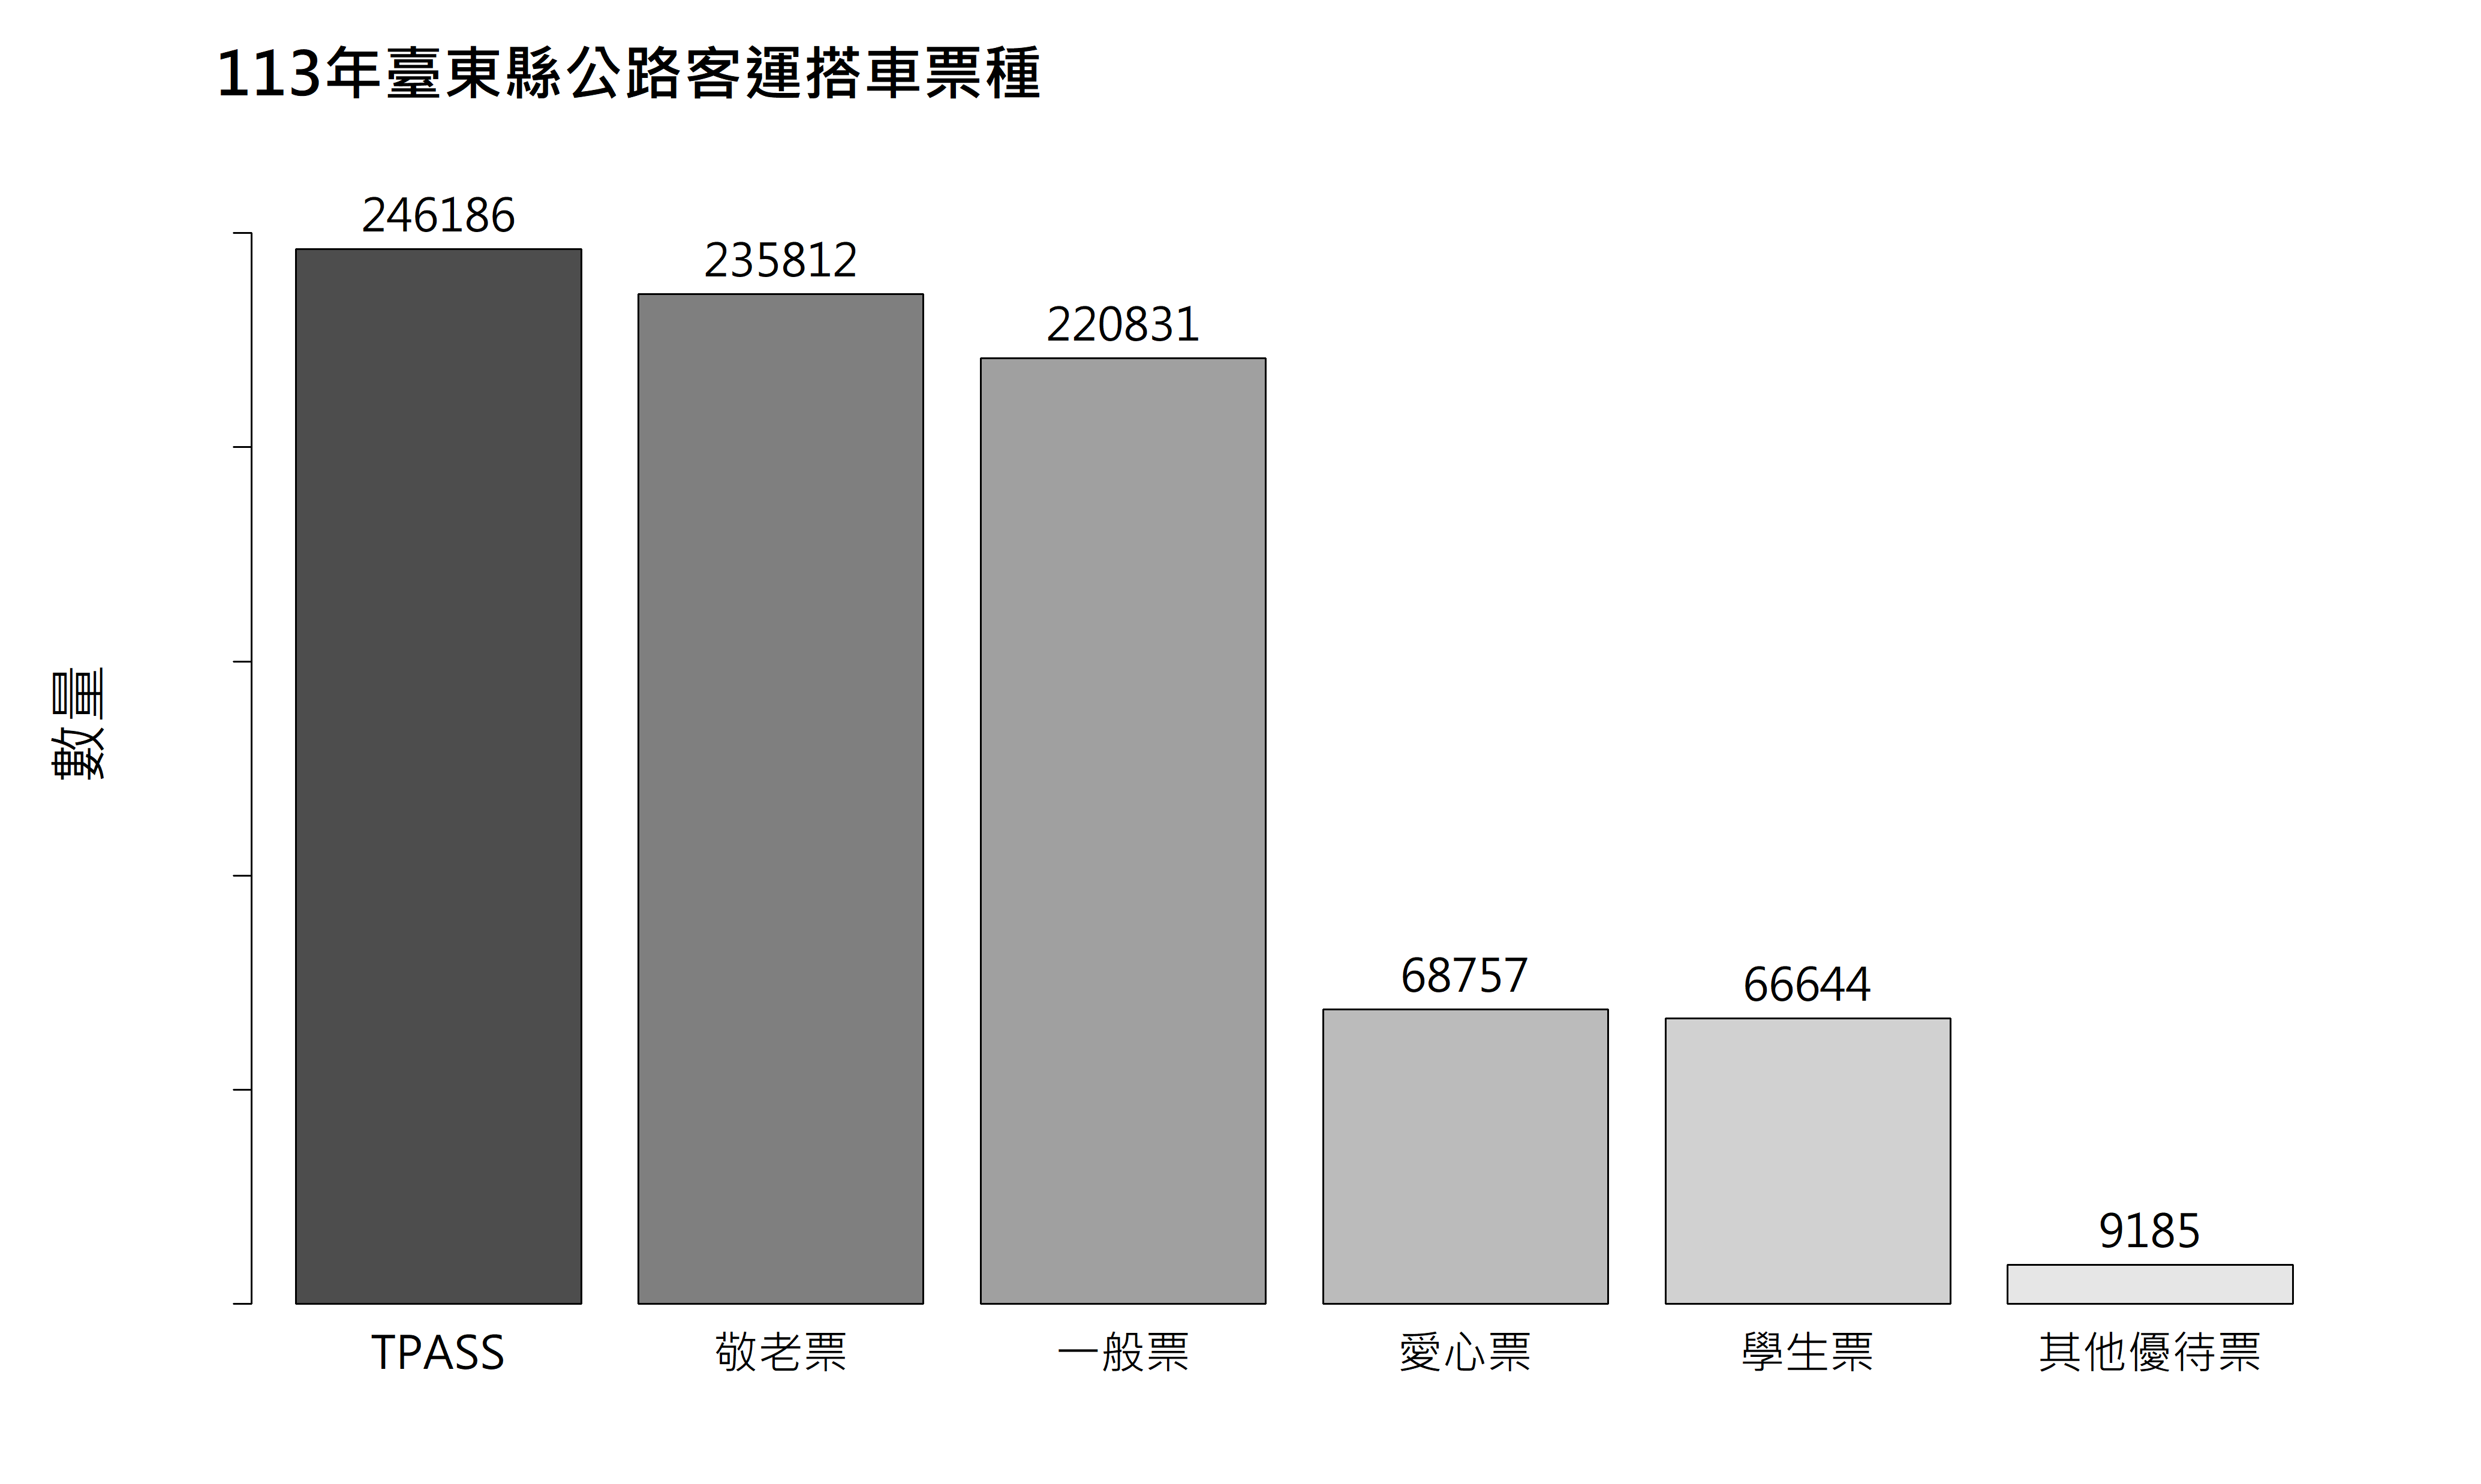 113年臺東縣公路客運搭車票種
數量
246186
235812
220831
68757
66644
9185
TPASS
敬老票
一般票
愛心票
學生票
其他優待票